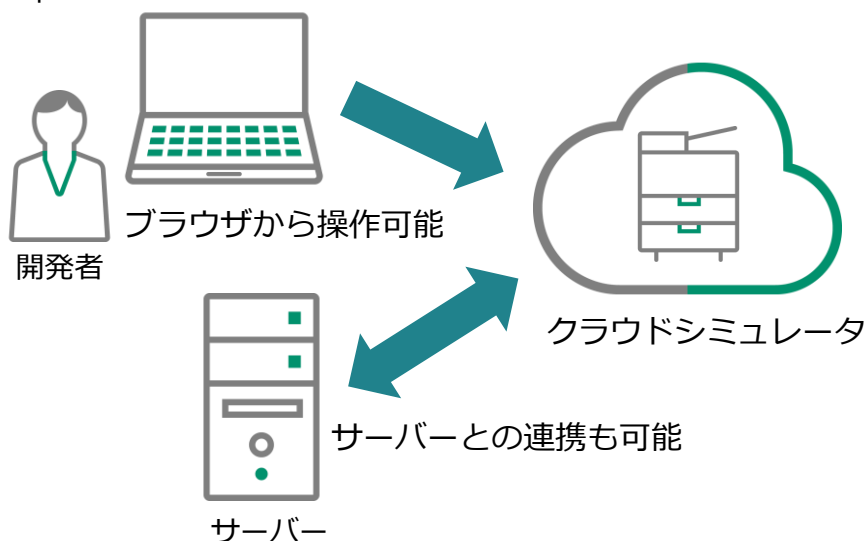 ブラウザから操作可能
開発者
クラウドシミュレータ
サーバーとの連携も可能
サーバー